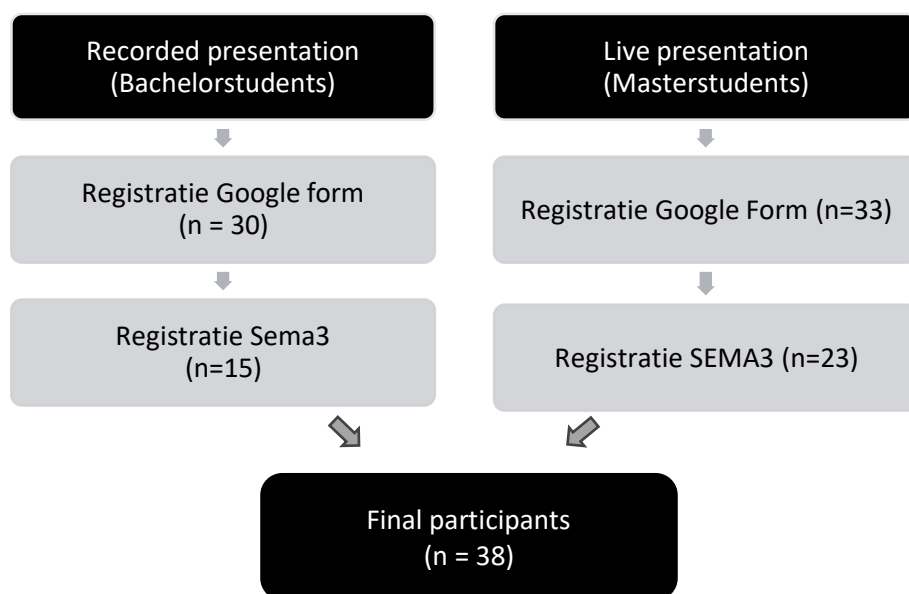 Recorded presentation
(Bachelorstudents)
Registratie Google form
(n = 30)
Registratie Sema3
(n=15)
Live presentation
(Masterstudents)
Registratie Google Form (n=33)
Registratie SEMA3 (n=23)
Final participants
(n = 38)